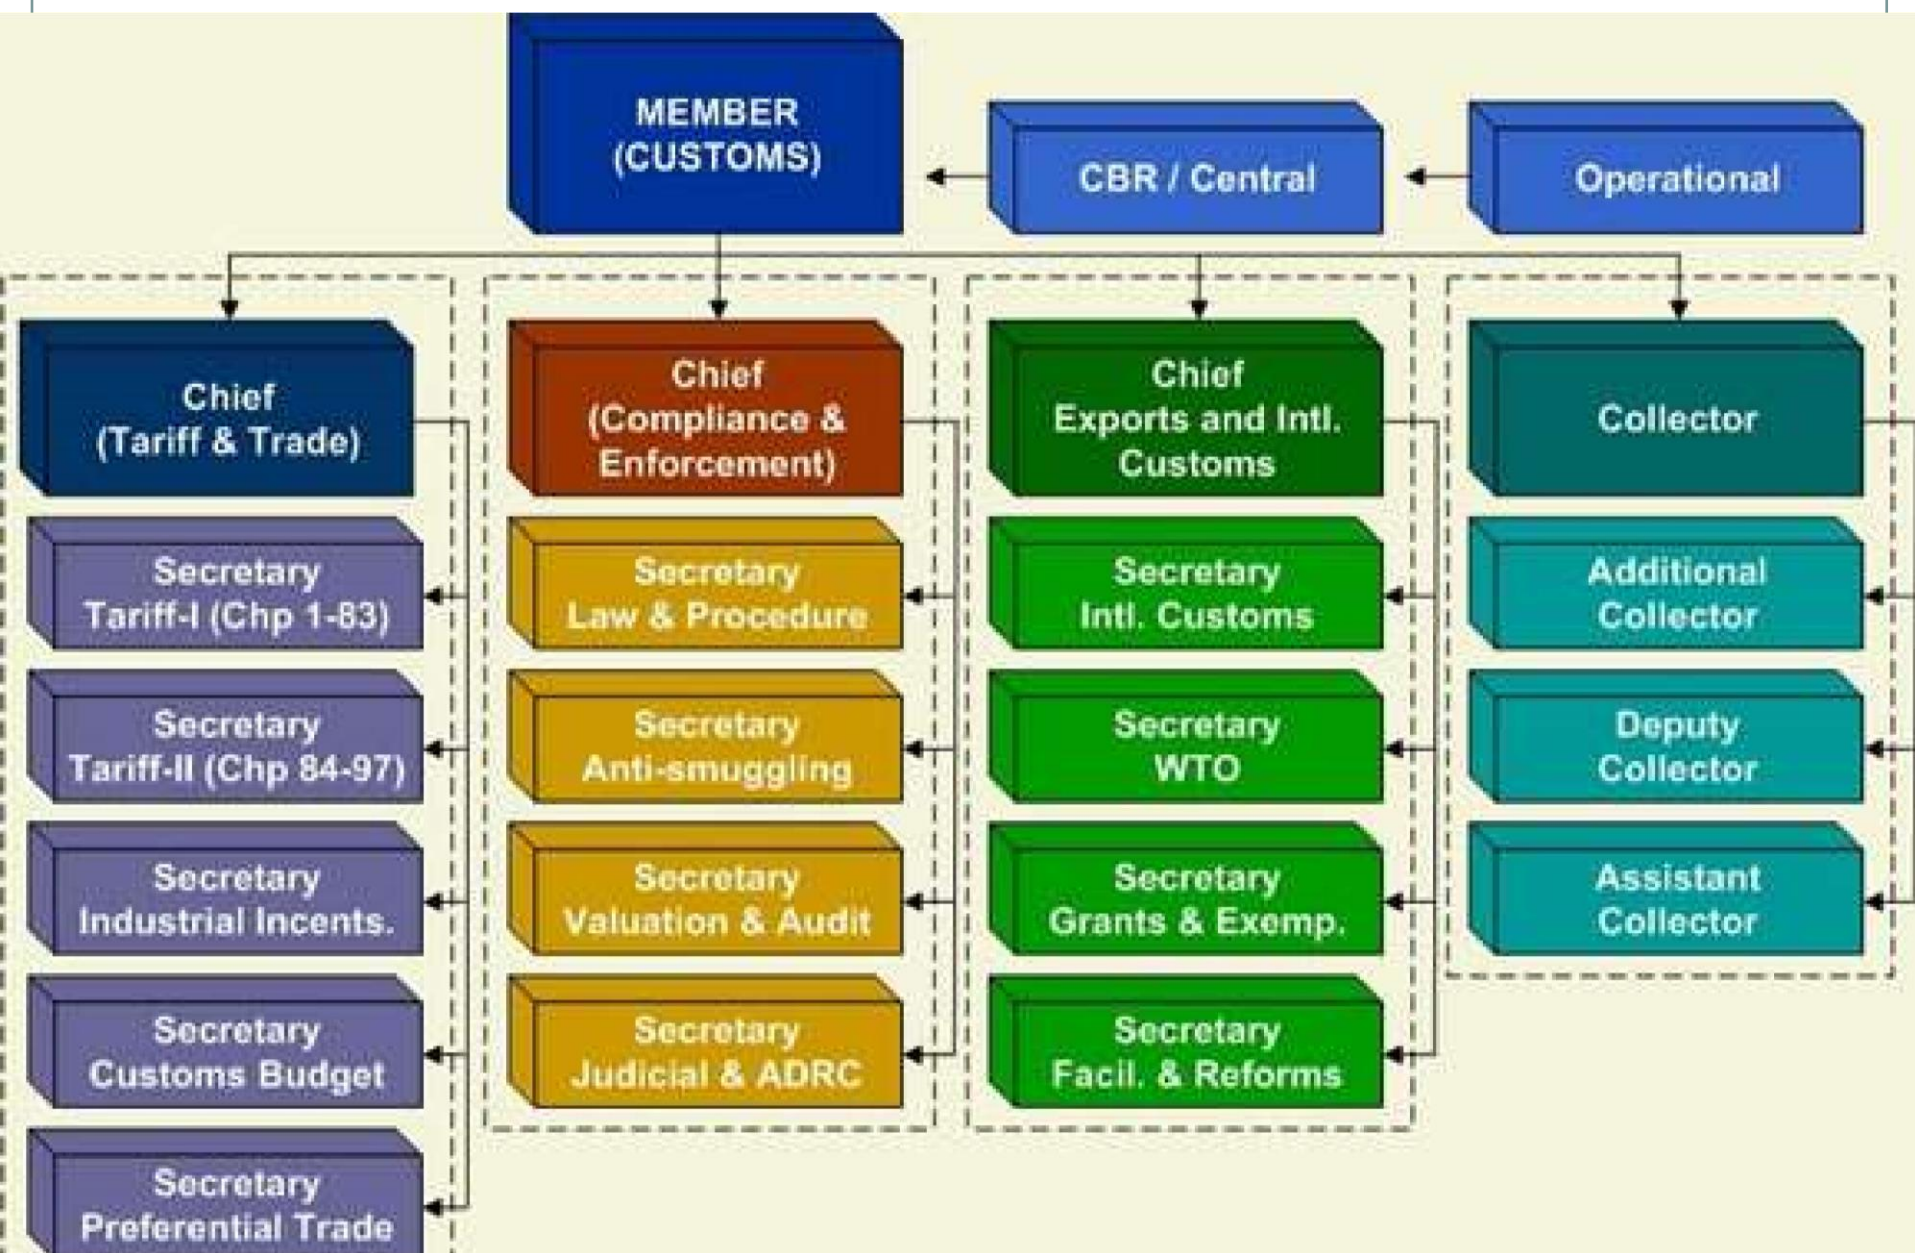 MEMBER
(CUSTOMS)
CBR / Central
Operational
Chief
(Tariff & Trade)
Secretary
Tariff-I (Chp 1-83)
Secretary
Tariff-II (Chp 84-97)
Secretary
Industrial Incents.
Secretary
Customs Budget
Secretary
Preferential Trade
Chief
(Compliance &
Enforcement)
Secretary
Law & Procedure
Secretary
Anti-smuggling
Secretary
Valuation & Audit
Secretary
Judicial & ADRC
Chief
Exports and Intl.
Customs
Secretary
Intl. Customs
Secretary
WTO
Secretary
Grants & Exemp.
Secretary
Facil. & Reforms
Collector
Additional
Collector
Deputy
Collector
Assistant
Collector